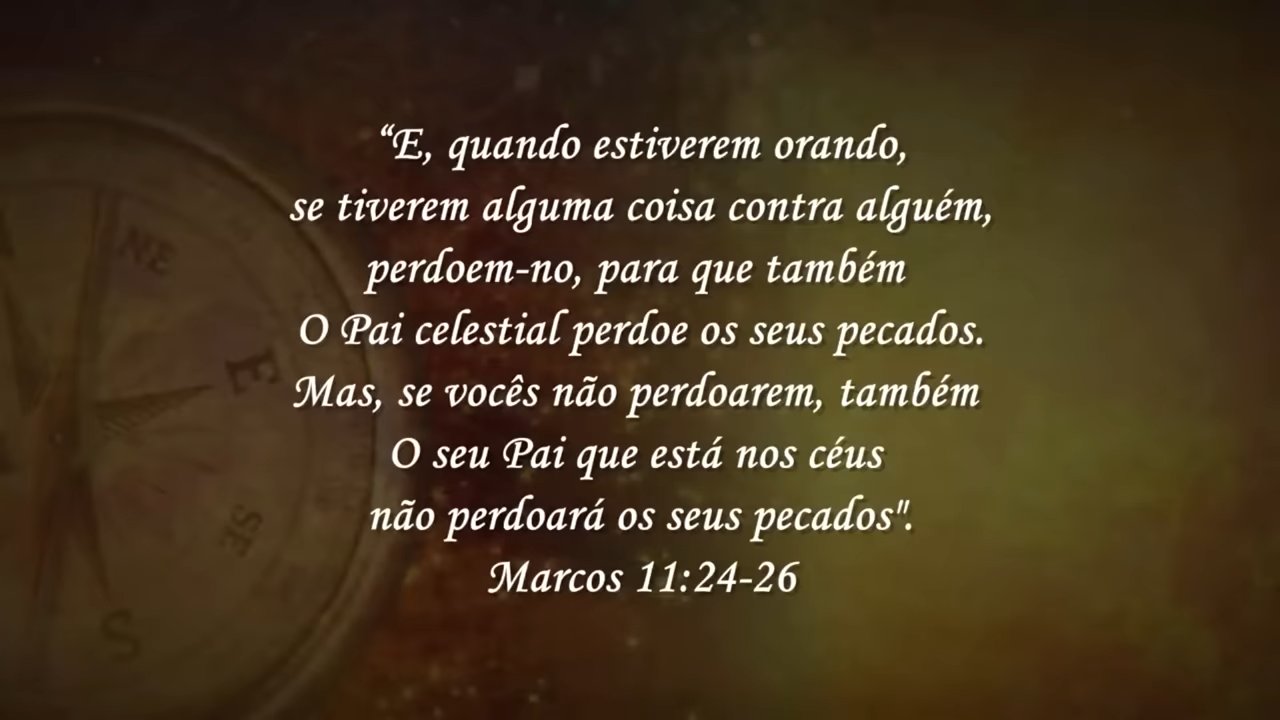 “E, quando estiverem orando,
se tiverem alguma coisa contra alguém,
perdoem-no, para que também
O Pai celestial perdoe os seus pecados.
Mas, se vocês não perdoarem, também
O seu Pai que está nos céus
não perdoará os seus pecados".
Marcos 11:24-26
NE
E
SE
S